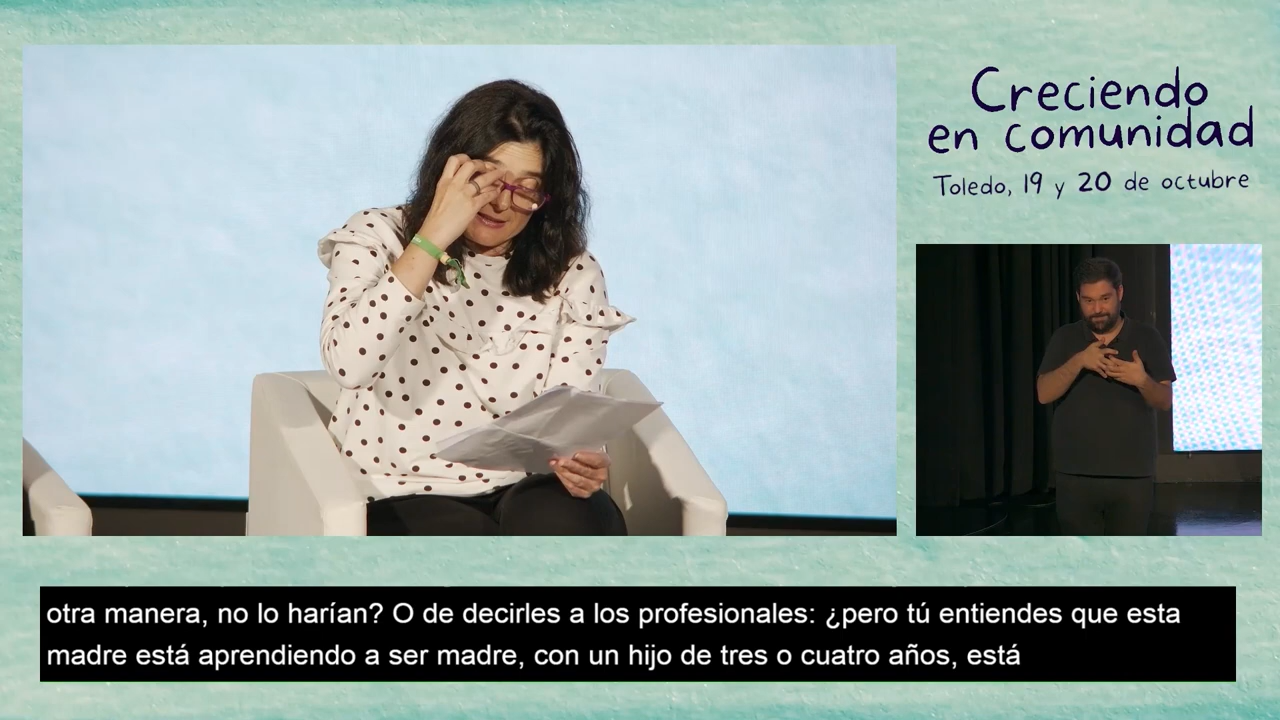 Creciendo
en comunidad
Toledo, 19 y 20 de octubre
otra manera, no lo harían? O de decirles a los profesionales: ¿pero tú entiendes que esta
madre está aprendiendo a ser madre, con un hijo de tres o cuatro años, está